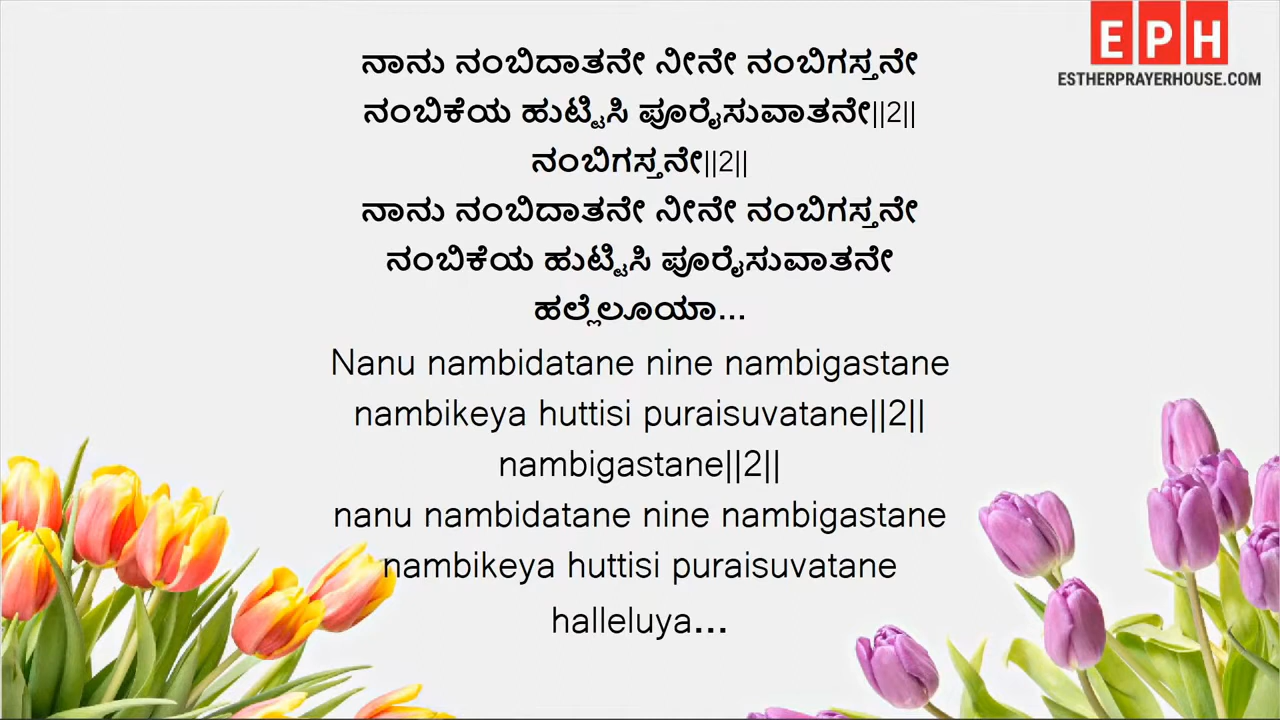 EPH
ESTHERPRAYERHOUSE.COM
ನಾನು ನಂಬಿದಾತನೇ ನೀನೇ ನಂಬಿಗಸ್ತನೇ
ನಂಬಿಕೆಯ ಹುಟ್ಟಿಸಿ ಪೂರೈಸುವಾತನೇ||2||
ನಂಬಿಗಸ್ತನೇ||2||
ನಾನು ನಂಬಿದಾತನೇ ನೀನೇ ನಂಬಿಗಸ್ತನೇ
ನಂಬಿಕೆಯ ಹುಟ್ಟಿಸಿ ಪೂರೈಸುವಾತನೇ
ಹಲ್ಲೆಲೂಯಾ...
Nanu nambidatane nine nambigastane
nambikeya huttisi puraisuvatane||2||
nambigastane||2||
nanu nambidatane nine nambigastane
nambikeya huttisi puraisuvatane
halleluya...